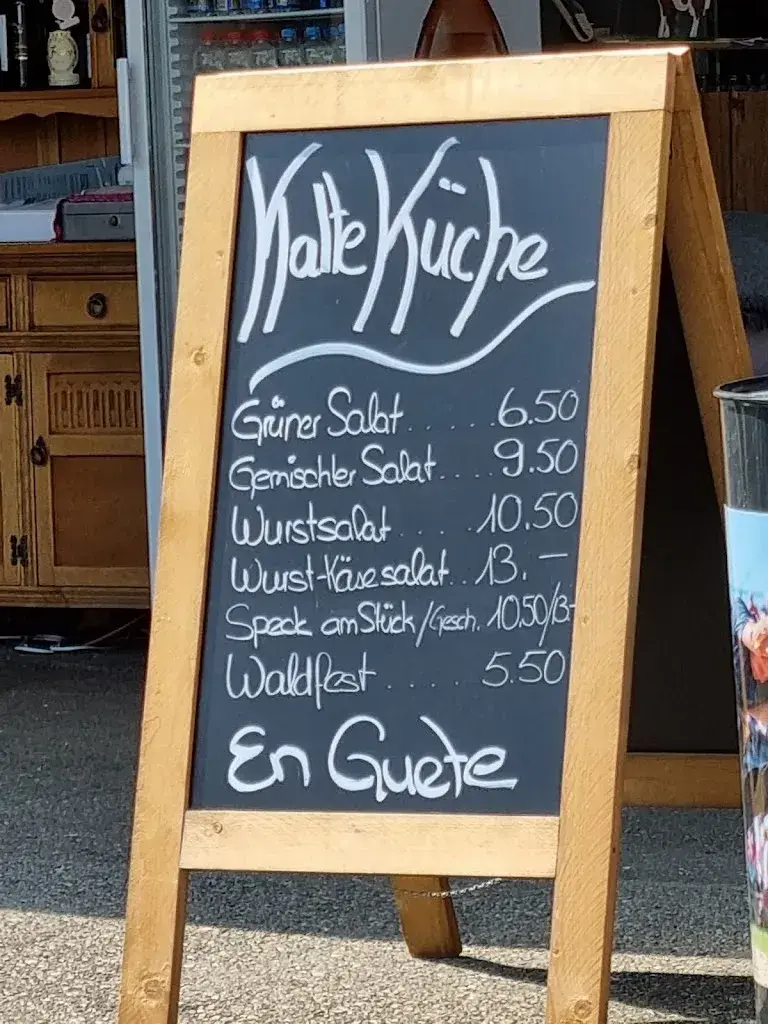 Kalte Küche
Grüner Salat ...... 6.50
Gemischter Salat.... 9.50
Wurstsalat .... 10.50
Wurst-Käsesalat.. 13.–
Speck am Stück/Gesch. 10.50/13.-
Waldfest ..... 5.50
En Guete